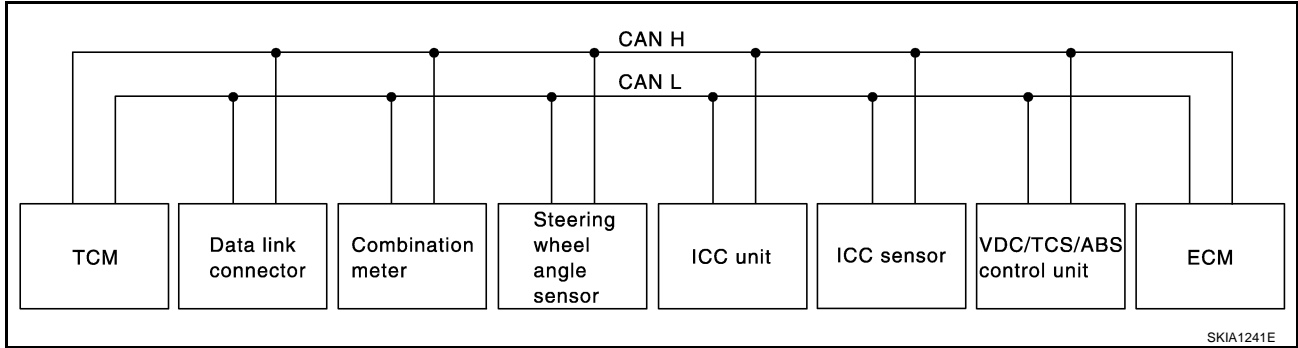 CAN H
CAN L
TCM
Data link
connector
Combination
meter
Steering
wheel
angle
sensor
ICC unit
ICC sensor
VDC/TCS/ABS
control unit
ECM
SKIA1241E